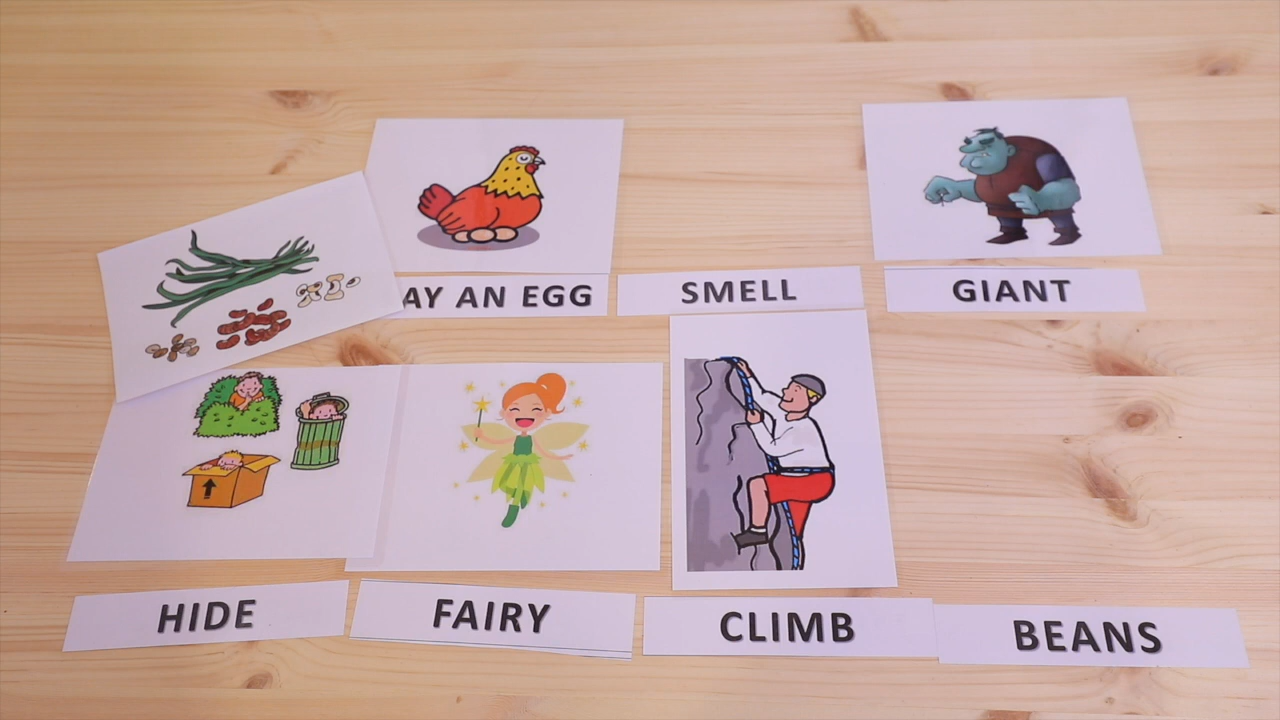 AY AN EGG
SMELL
GIANT
HIDE
FAIRY
CLIMB
BEANS